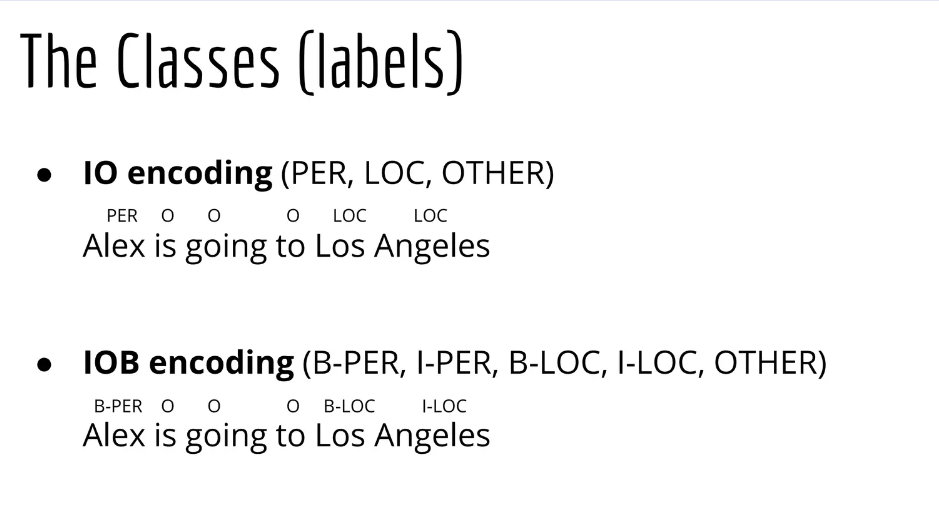 The Classes (labels)
● IO encoding (PER, LOC, OTHER)
PER O O O LOC LOC
Alex is going to Los Angeles
● IOB encoding (B-PER, I-PER, B-LOC, I-LOC, OTHER)
B-PER O O O B-LOC I-LOC
Alex is going to Los Angeles